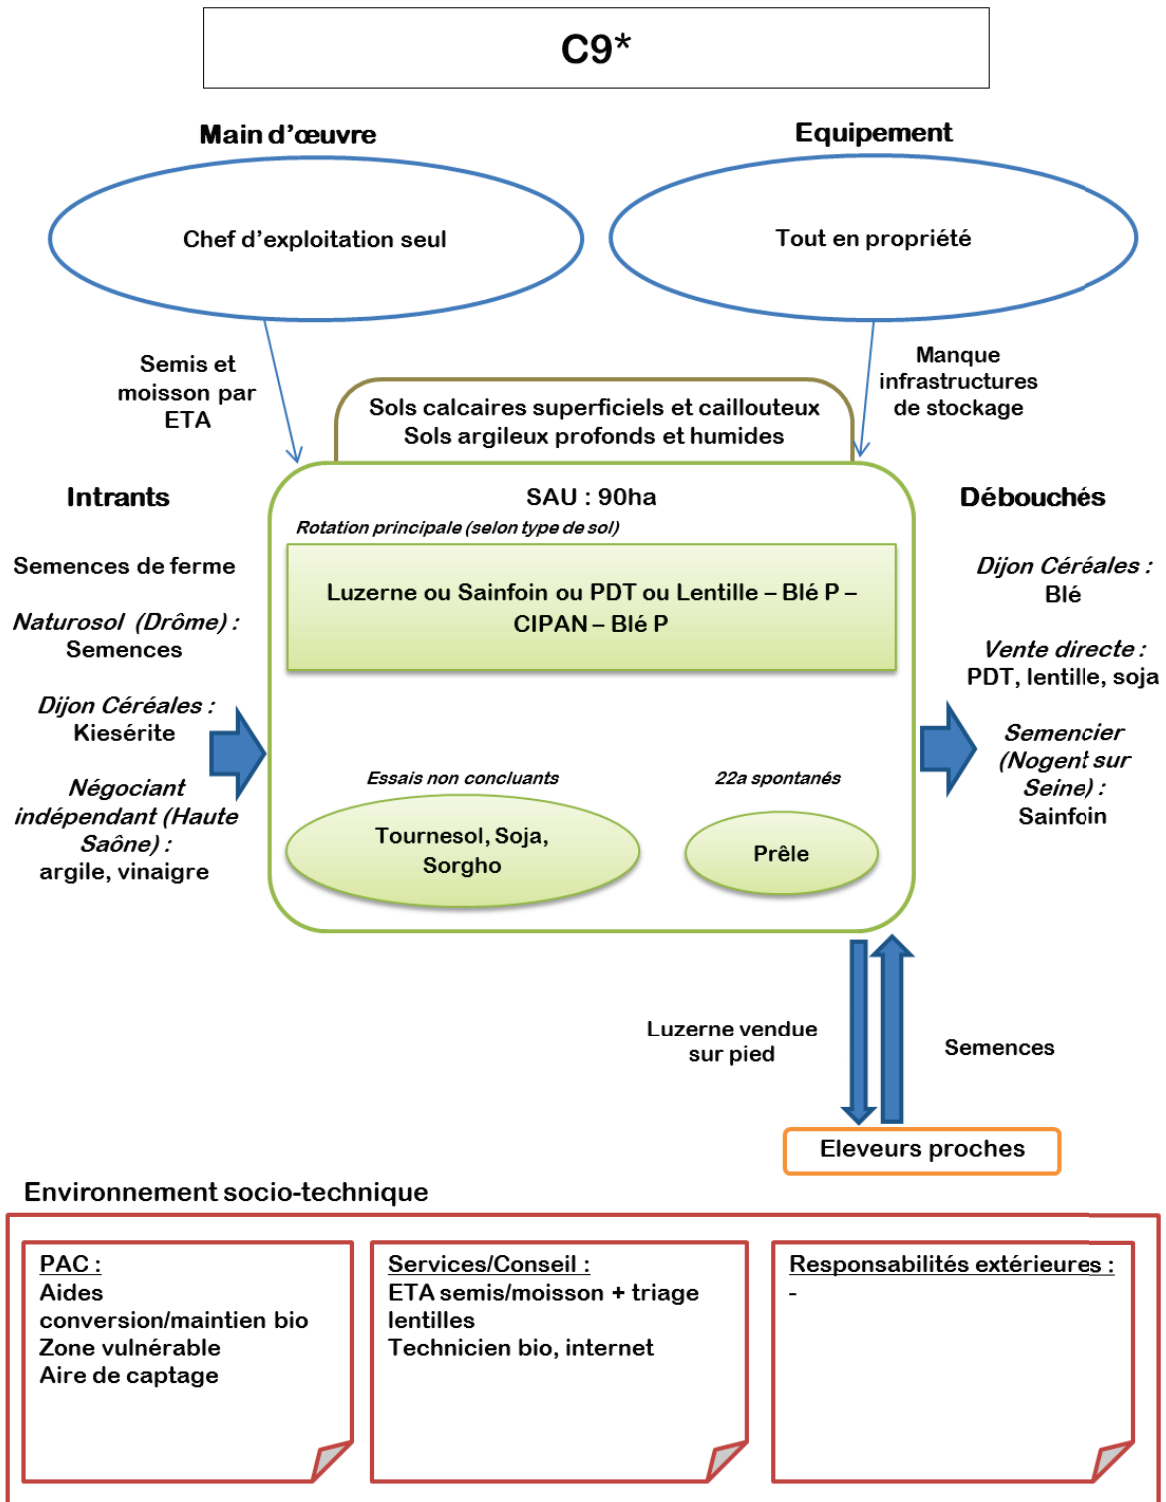 C9*
Main d’œuvre
Equipement
Chef d’exploitation seul
Tout en propriété
Semis et
moisson par
ETA
Manque
infrastructures
de stockage
Sols calcaires superficiels et caillouteux
Sols argileux profonds et humides
Intrants
Semences de ferme
Naturosol (Drôme) :
Semences
Dijon Céréales :
Kiesérite
Négociant
indépendant (Haute
Saône) :
argile, vinaigre
SAU : 90ha
Rotation principale (selon type de sol)
Luzerne ou Sainfoin ou PDT ou Lentille – Blé P –
CIPAN – Blé P
Essais non concluants
Tournesol, Soja,
Sorgho
22a spontanés
Prêle
Débouchés
Dijon Céréales :
Blé
Vente directe :
PDT, lentille, soja
Semencier
(Nogent sur
Seine) :
Sainfoin
Luzerne vendue
sur pied
Semences
Eleveurs proches
Environnement socio-technique
PAC :
Aides
conversion/maintien bio
Zone vulnérable
Aire de captage
Services/Conseil :
ETA semis/moisson + triage
lentilles
Technicien bio, internet
Responsabilités extérieures :
-